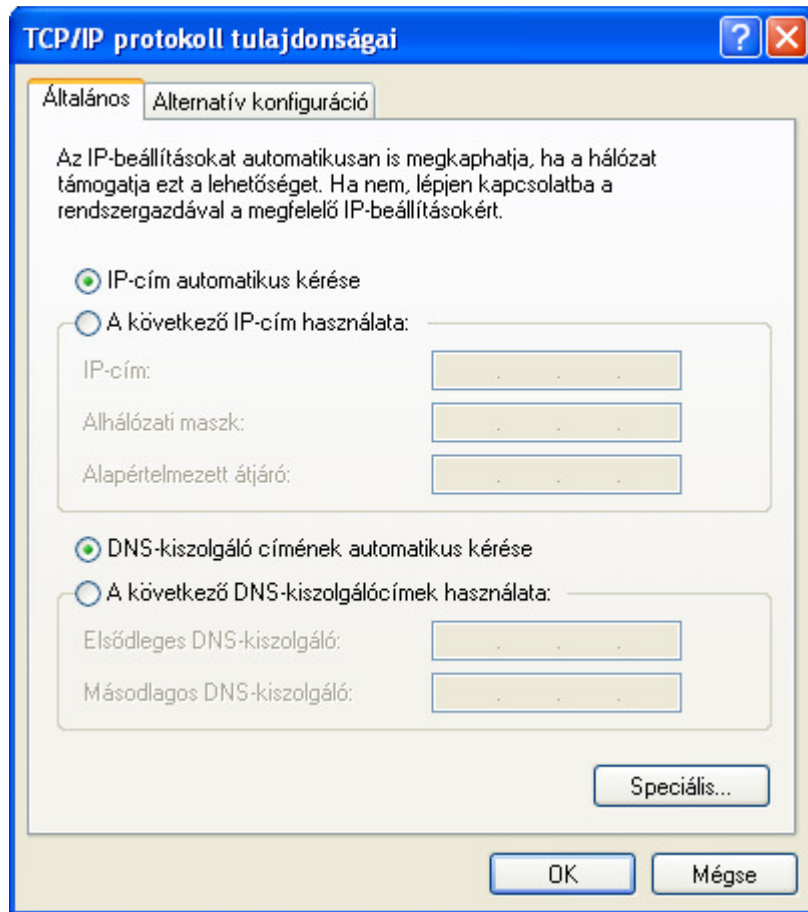 TCP/IP protokoll tulajdonságai
?
Általános
Alternatív konfiguráció
Az IP-beállításokat automatikusan is megkaphatja, ha a hálózat
támogatja ezt a lehetőséget. Ha nem, lépjen kapcsolatba a
rendszergazdával a megfelelő IP-beállításokért.
IP-cím automatikus kérése
A következő IP-cím használata:
IP-cím:
Alhálózati maszk:
Alapértelmezett átjáró:
DNS-kiszolgáló címének automatikus kérése
A következő DNS-kiszolgálócímek használata:
Elsődleges DNS-kiszolgáló:
Másodlagos DNS-kiszolgáló:
Speciális...
OK
Mégse